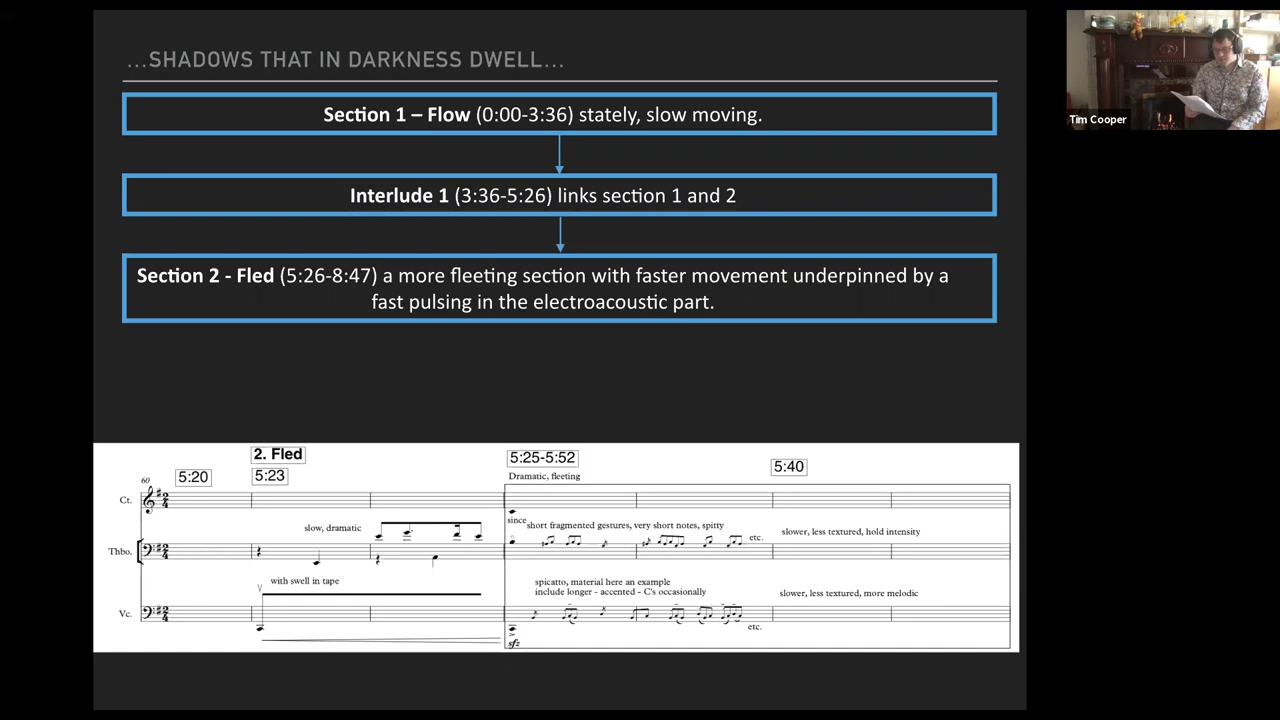 ...SHADOWS THAT IN DARKNESS DWELL...
Tim Cooper
Section 1 – Flow (0:00-3:36) stately, slow moving.
Interlude 1 (3:36-5:26) links section 1 and 2
Section 2 - Fled (5:26-8:47) a more fleeting section with faster movement underpinned by a
fast pulsing in the electroacoustic part.
2. Fled
5:20
5:23
5:25-5:52
5:40
Dramatic, fleeting
60
Ct.
since
slow, dramatic
short fragmented gestures, very short notes, spitty
slower, less textured, hold intensity
etc.
Thbo.
with swell in tape
spicatto, material here an example
include longer - accented - C's occasionally
slower, less textured, more melodic
Vc.
etc.
sfz